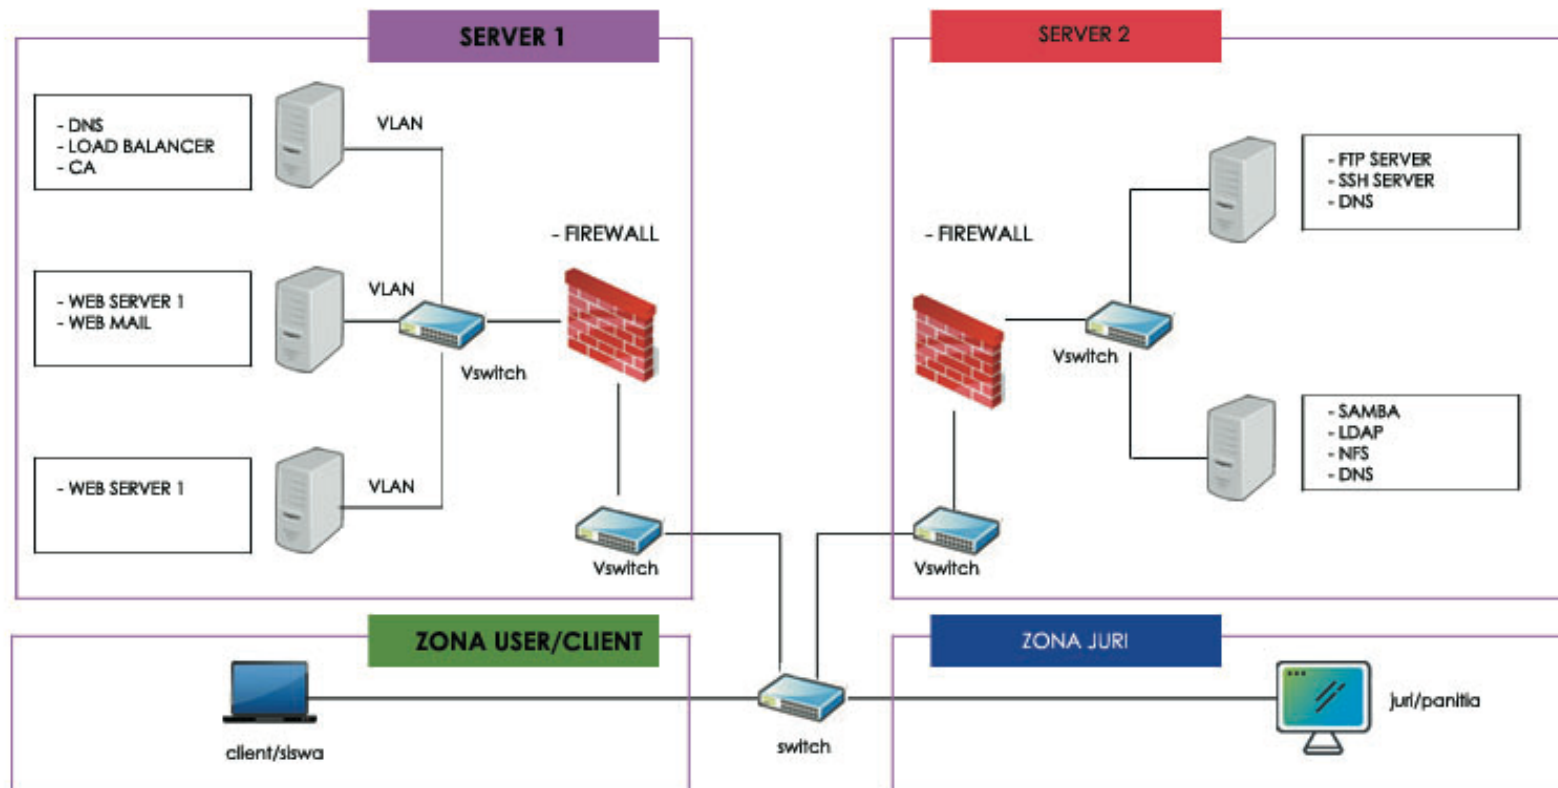 SERVER 1
- DNS
- LOAD BALANCER
- CA
VLAN
- WEB SERVER 1
- WEB MAIL
VLAN
Vswitch
- WEB SERVER 1
VLAN
- FIREWALL
Vswitch
SERVER 2
- FIREWALL
Vswitch
- FTP SERVER
- SSH SERVER
- DNS
- SAMBA
- LDAP
- NFS
- DNS
Vswitch
ZONA USER/CLIENT
client/siswa
switch
ZONA JURI
juri/panitia